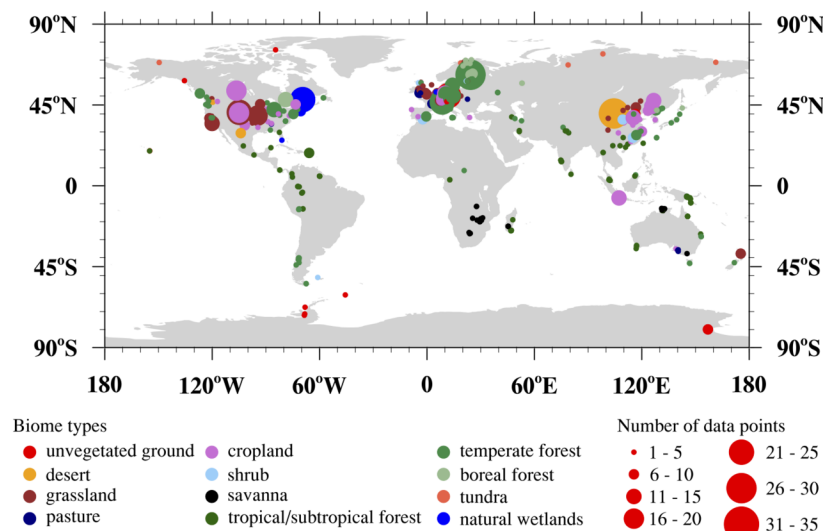 90°N 90°N
45°N 45°N
0 0
45°S 45°S
90°S 90°S
180 120°W 60°W 0 60°E 120°E 180
Biome types
unvegetated ground
desert
grassland
pasture
cropland
shrub
savanna
tropical/subtropical forest
temperate forest
boreal forest
tundra
natural wetlands
Number of data points
1 - 5
6 - 10
11 - 15
16 - 20
21 - 25
26 - 30
31 - 35